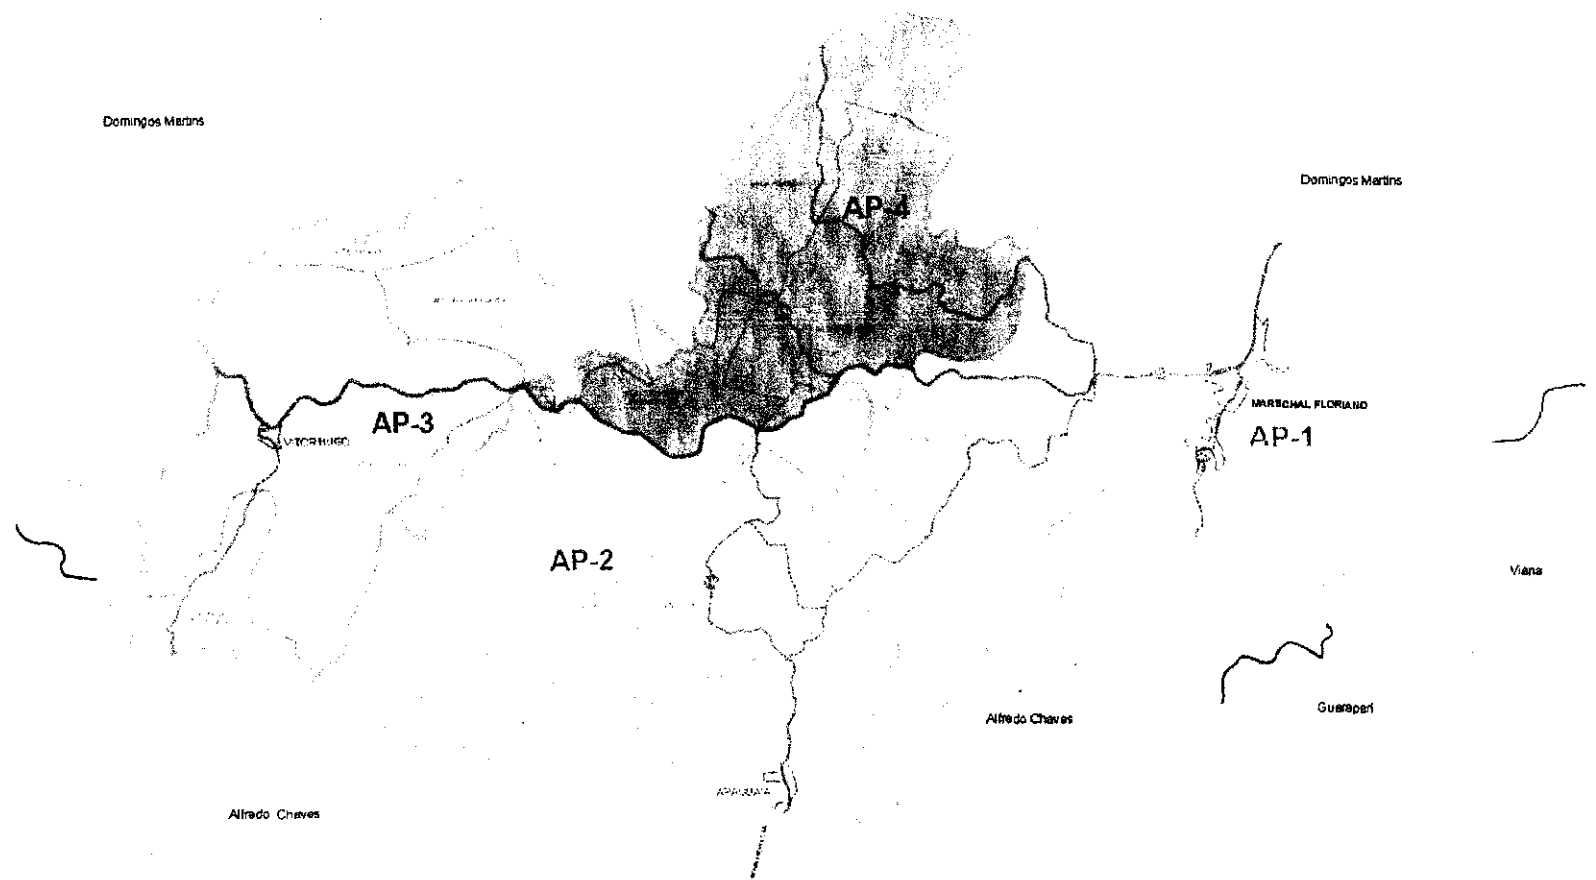 Domingos Martins
Domingos Martins
AP-4
MARECHAL FLORIANO
AP-3
AP-1
VITOR HUGO
AP-2
Viana
Guarapari
Alfredo Chaves
Alfredo Chaves